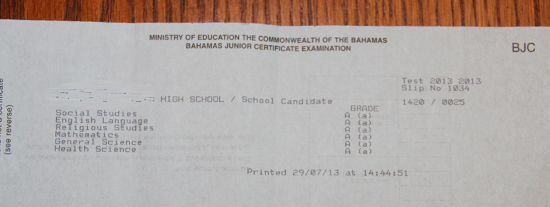 MINISTRY OF EDUCATION THE COMMONWEALTH OF THE BAHAMAS
BAHAMAS JUNIOR CERTIFICATE EXAMINATION
BJC
Test 2013 2013
Slip No 1034
HIGH SCHOOL / School Candidate 1420 / 0025
GRADE
Social Studies A (a)
English Language A (a)
Religious Studies A (a)
Mathematics A (a)
General Science A (a)
Health Science A (a)
Printed 29/07/13 at 14:44:51
(see reverse)